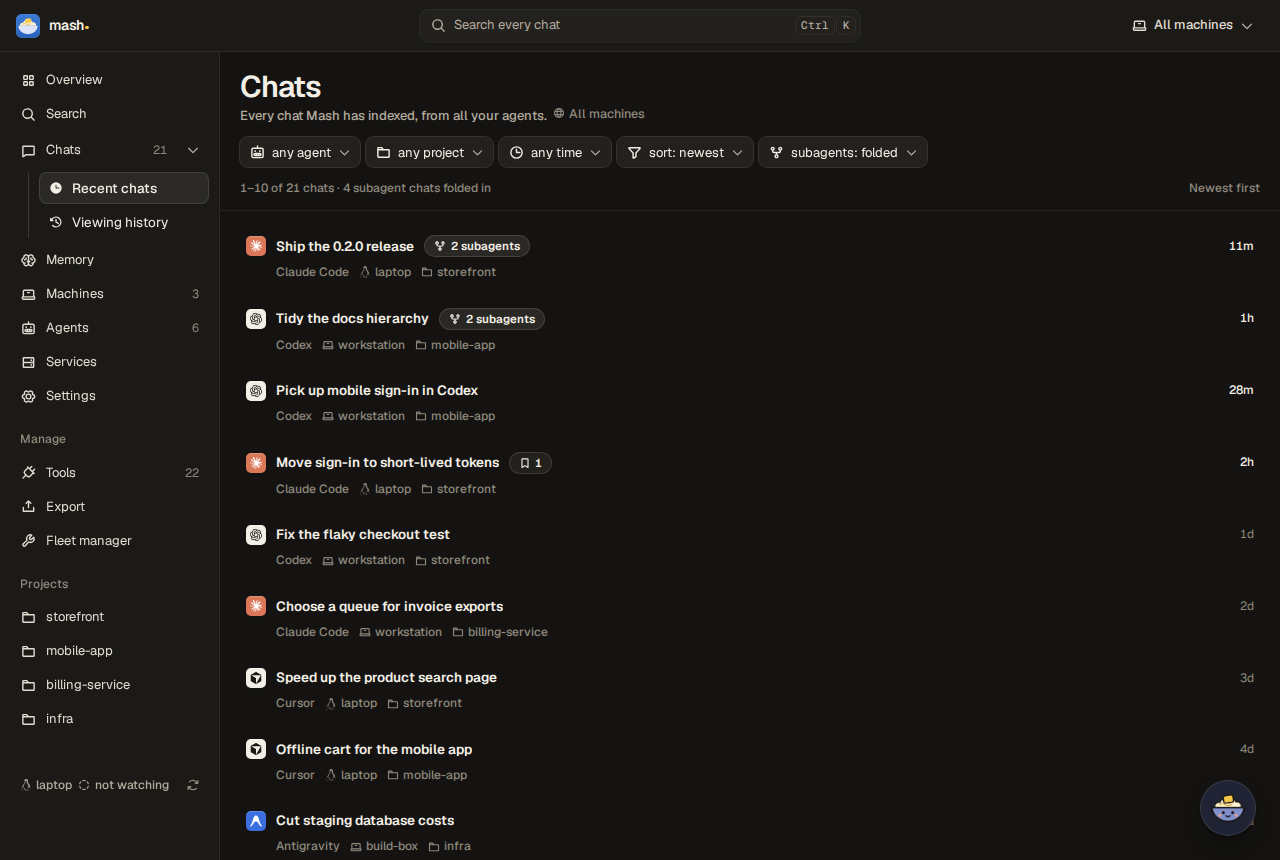 mash
Search every chat
Ctrl K
All machines
Overview
Search
Chats 21
Recent chats
Viewing history
Memory
Machines 3
Agents 6
Services
Settings
Manage
Tools 22
Export
Fleet manager
Projects
storefront
mobile-app
billing-service
infra
laptop not watching
Chats
Every chat Mash has indexed, from all your agents. All machines
any agent any project any time sort: newest subagents: folded
1–10 of 21 chats · 4 subagent chats folded in Newest first
Ship the 0.2.0 release 2 subagents 11m
Claude Code laptop storefront
Tidy the docs hierarchy 2 subagents 1h
Codex workstation mobile-app
Pick up mobile sign-in in Codex 28m
Codex workstation mobile-app
Move sign-in to short-lived tokens 1 2h
Claude Code laptop storefront
Fix the flaky checkout test 1d
Codex workstation storefront
Choose a queue for invoice exports 2d
Claude Code workstation billing-service
Speed up the product search page 3d
Cursor laptop storefront
Offline cart for the mobile app 4d
Cursor laptop mobile-app
Cut staging database costs
Antigravity build-box infra